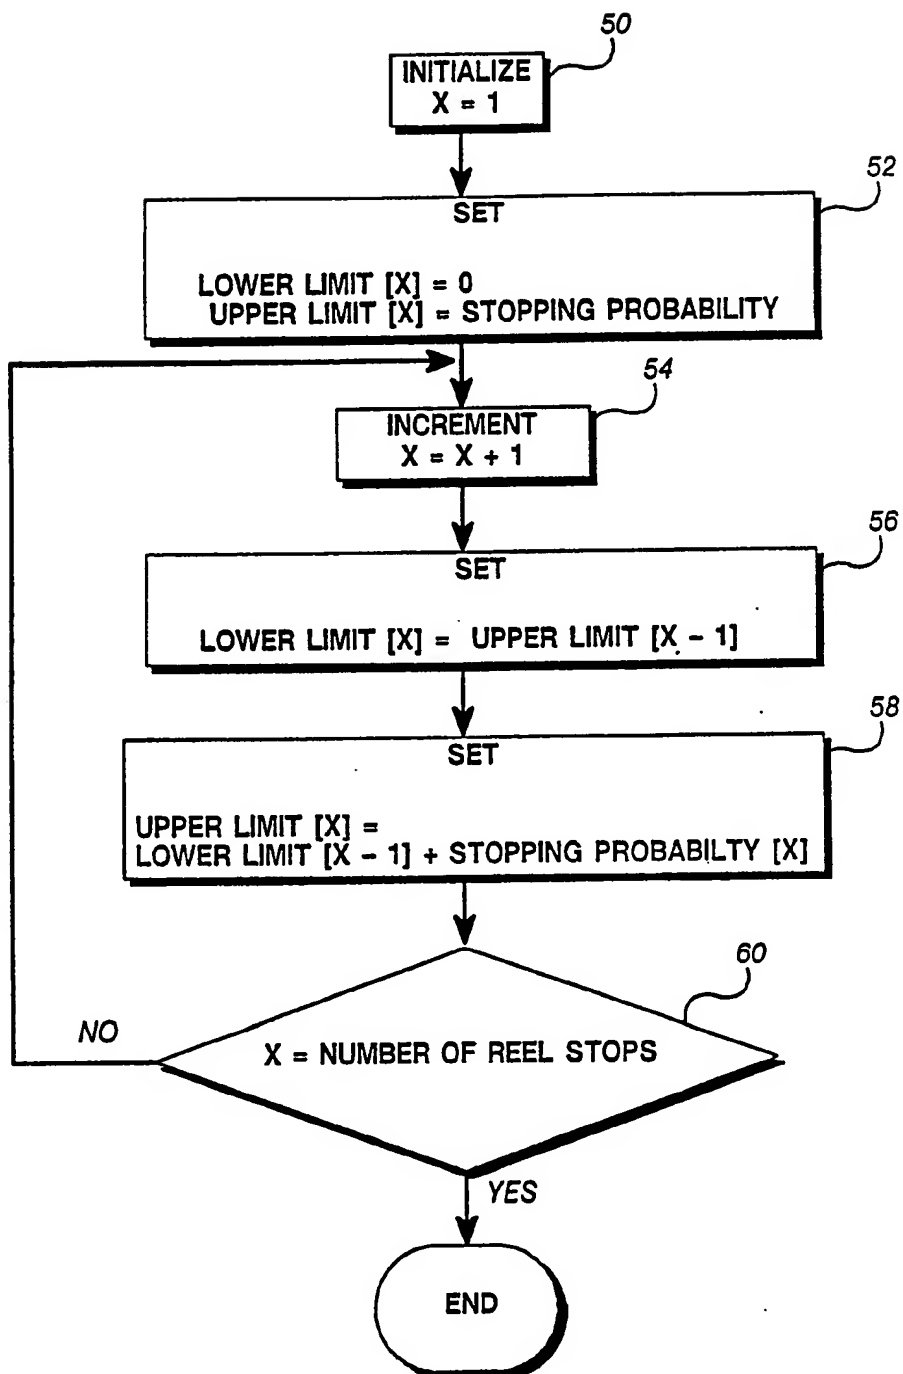 50
INITIALIZE
X = 1
52
SET
LOWER LIMIT [X] = 0
UPPER LIMIT [X] = STOPPING PROBABILITY
54
INCREMENT
X = X + 1
56
SET
LOWER LIMIT [X] = UPPER LIMIT [X - 1]
58
SET
UPPER LIMIT [X] =
LOWER LIMIT [X - 1] + STOPPING PROBABILTY [X]
60
NO
X = NUMBER OF REEL STOPS
YES
END